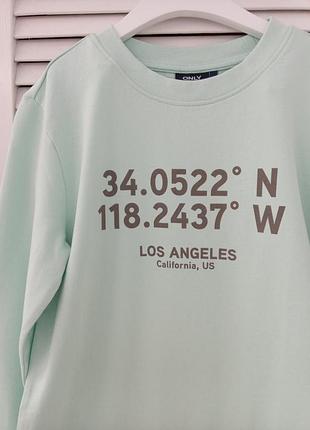 ONLY
34.0522° N
118.2437° W
LOS ANGELES
California, US